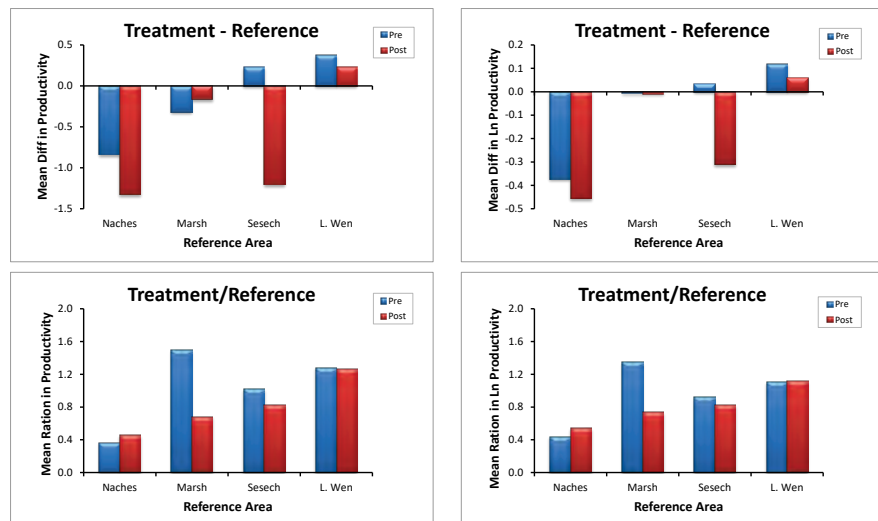 Treatment - Reference
Pre
Post
Mean Diff in Productivity
0.5
0.0
-0.5
-1.0
-1.5
Naches Marsh Sesech L. Wen
Reference Area
Treatment - Reference
Pre
Post
Mean Diff in Ln Productivity
0.2
0.1
0.0
-0.1
-0.2
-0.3
-0.4
-0.5
Naches Marsh Sesech L. Wen
Reference Area
Treatment/Reference
Pre
Post
Mean Ration in Productivity
2.0
1.6
1.2
0.8
0.4
0.0
Naches Marsh Sesech L. Wen
Reference Area
Treatment/Reference
Pre
Post
Mean Ration in Ln Productivity
2.0
1.6
1.2
0.8
0.4
0.0
Naches Marsh Sesech L. Wen
Reference Area